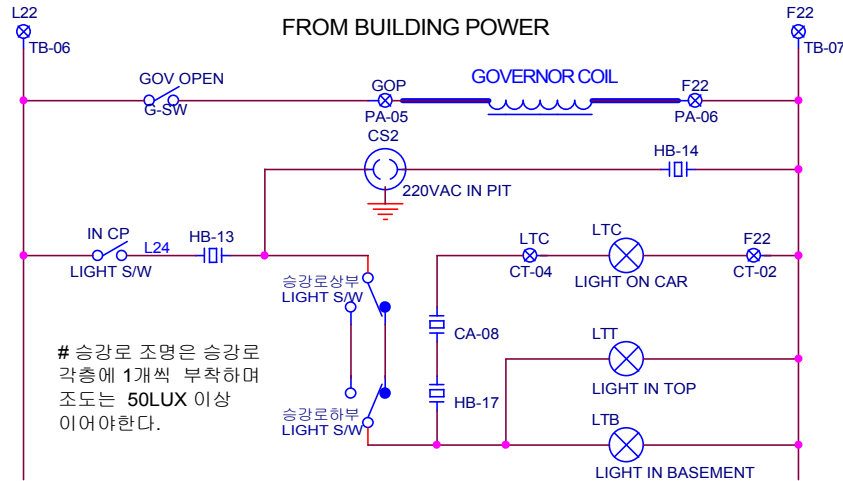 L22
FROM BUILDING POWER
F22
TB-06
TB-07
GOV OPEN
G-SW
GOP
PA-05
GOVERNOR COIL
F22
PA-06
CS2
220VAC IN PIT
HB-14
IN CP
LIGHT S/W
L24
HB-13
LTC
CT-04
LTC
LIGHT ON CAR
F22
CT-02
승강로상부
LIGHT S/W
CA-08
LTT
LIGHT IN TOP
# 승강로 조명은 승강로
각층에 1개씩 부착하며
조도는 50LUX 이상
이어야한다.
HB-17
승강로하부
LIGHT S/W
LTB
LIGHT IN BASEMENT